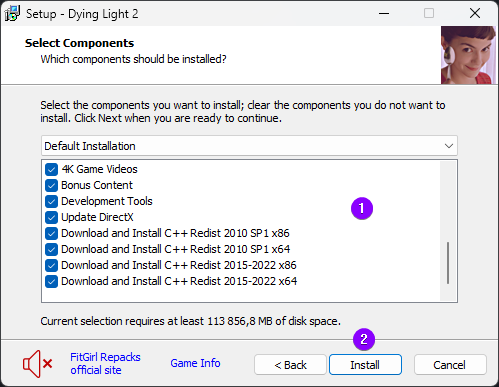 Setup - Dying Light 2
Select Components
Which components should be installed?
Select the components you want to install; clear the components you do not want to
install. Click Next when you are ready to continue.
Default Installation
4K Game Videos
Bonus Content
Development Tools
Update DirectX
Download and Install C++ Redist 2010 SP1 x86
Download and Install C++ Redist 2010 SP1 x64
Download and Install C++ Redist 2015-2022 x86
Download and Install C++ Redist 2015-2022 x64
1
Current selection requires at least 113 856,8 MB of disk space.
2
FitGirl Repacks
official site
Game Info
< Back
Install
Cancel